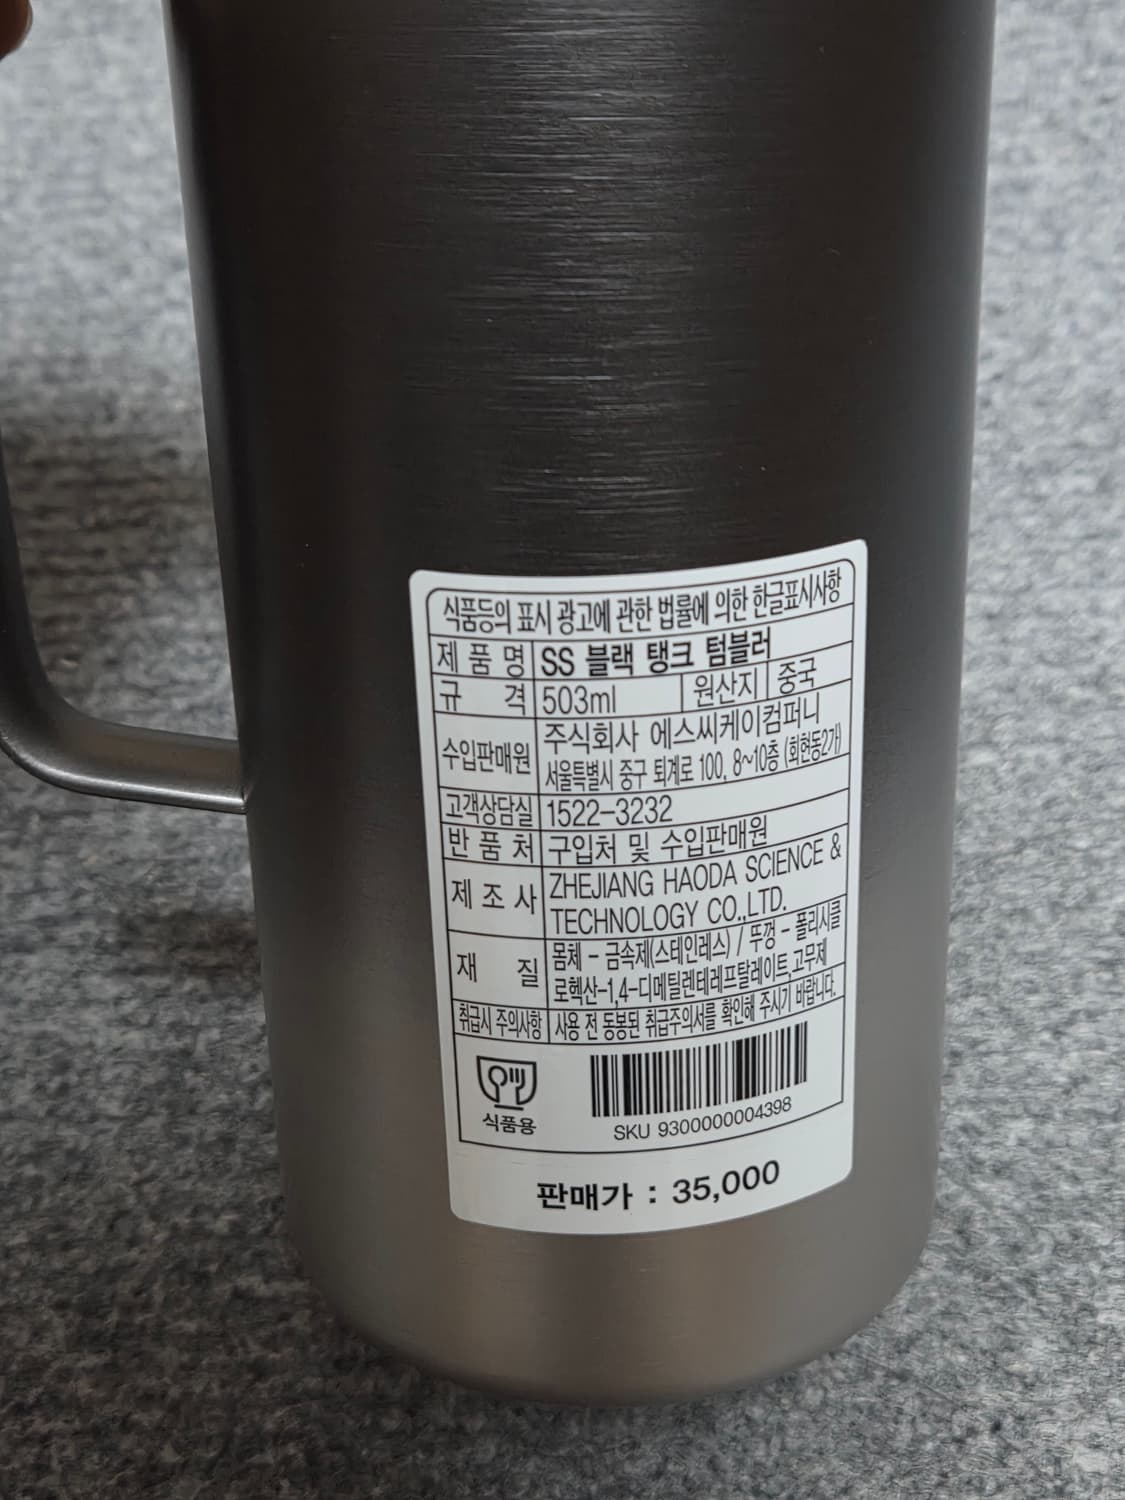 식품등의 표시 광고에 관한 법률에 의한 한글표시사항
제 품 명 SS 블랙 탱크 텀블러
규 격 503ml 원산지 중국
수입판매원 주식회사 에스씨케이컴퍼니
서울특별시 중구 퇴계로 100, 8~10층 (회현동2가)
고객상담실 1522-3232
반 품 처 구입처 및 수입판매원
제 조 사 ZHEJIANG HAODA SCIENCE &
TECHNOLOGY CO.,LTD.
재 질 몸체 - 금속제(스테인레스) / 뚜껑 - 폴리시클
로헥산-1,4-디메틸렌테레프탈레이트,고무제
취급시 주의사항 사용 전 동봉된 취급주의서를 확인해 주시기 바랍니다.
식품용
SKU 9300000004398
판매가 : 35,000